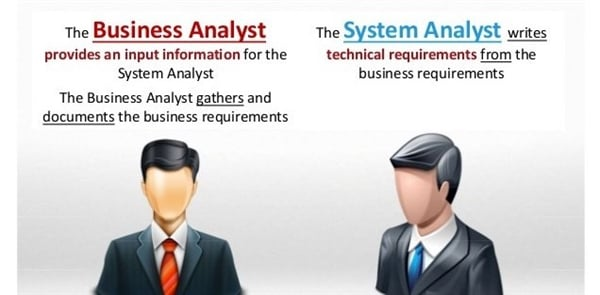 The Business Analyst
provides an input information for the
System Analyst
The Business Analyst gathers and
documents the business requirements
The System Analyst writes
technical requirements from the
business requirements